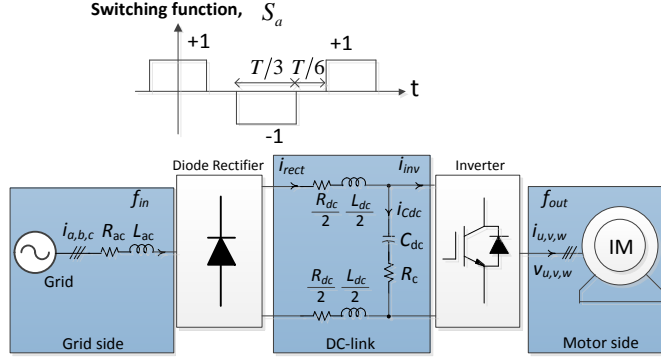 Switching function, Sₐ
+1
+1
T/3 T/6
t
-1
Diode Rectifier
i_rect
i_inv
Inverter
f_in
f_out
R_dc/2 L_dc/2
i_Cdc
i_a,b,c
R_ac L_ac
C_dc
i_u,v,w
IM
Grid
R_dc/2 L_dc/2
R_c
v_u,v,w
Grid side
DC-link
Motor side